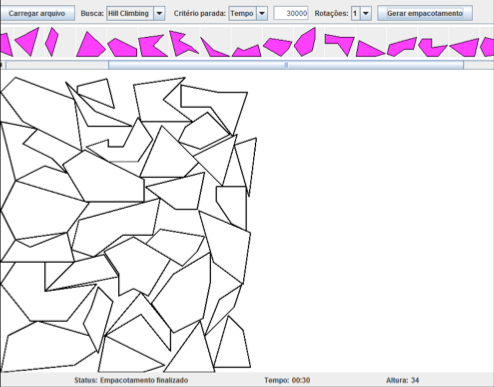 Carregar arquivo Busca: Hill Climbing Critério parada: Tempo 30000 Rotações: 1 Gerar empacotamento
Status: Empacotamento finalizado Tempo: 00:30 Altura: 34